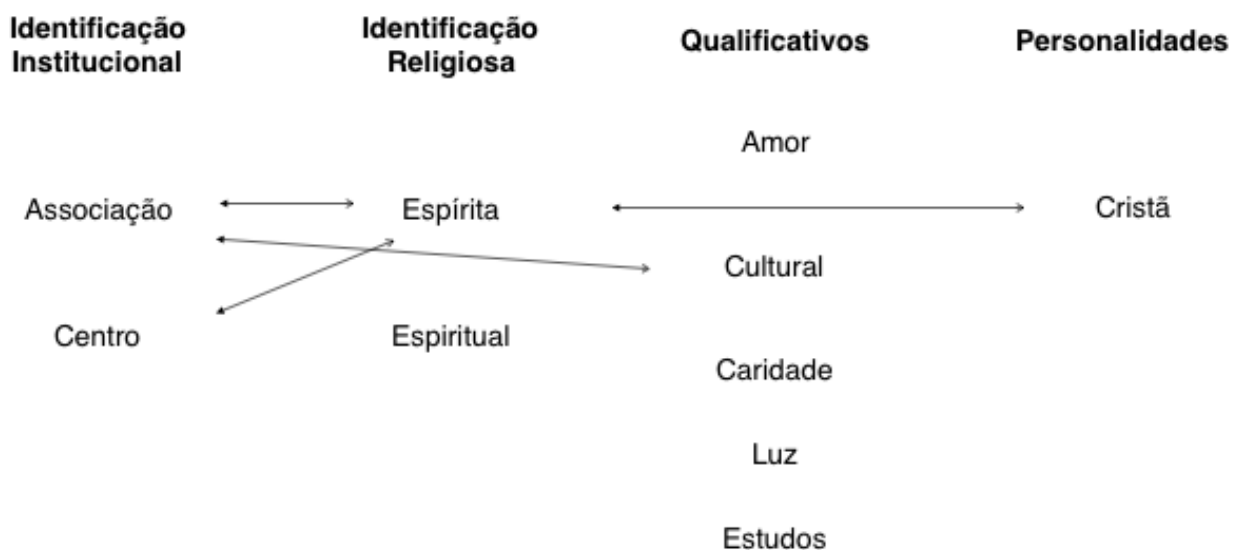 Identificação
Institucional
Identificação
Religiosa
Qualificativos
Personalidades
Amor
Associação
Espírita
Cristã
Cultural
Centro
Espiritual
Caridade
Luz
Estudos